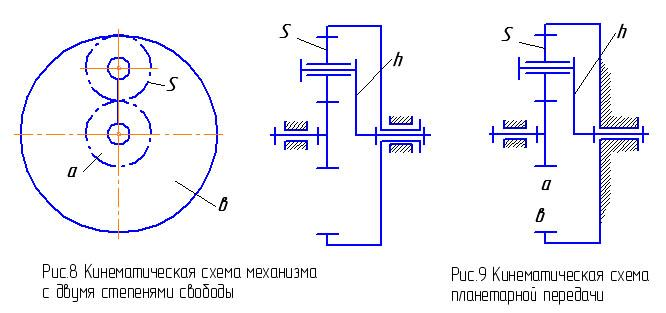 S
a
в
S
h
Рис.8 Кинематическая схема механизма
с двумя степенями свободы
S
h
a
в
Рис.9 Кинематическая схема
планетарной передачи